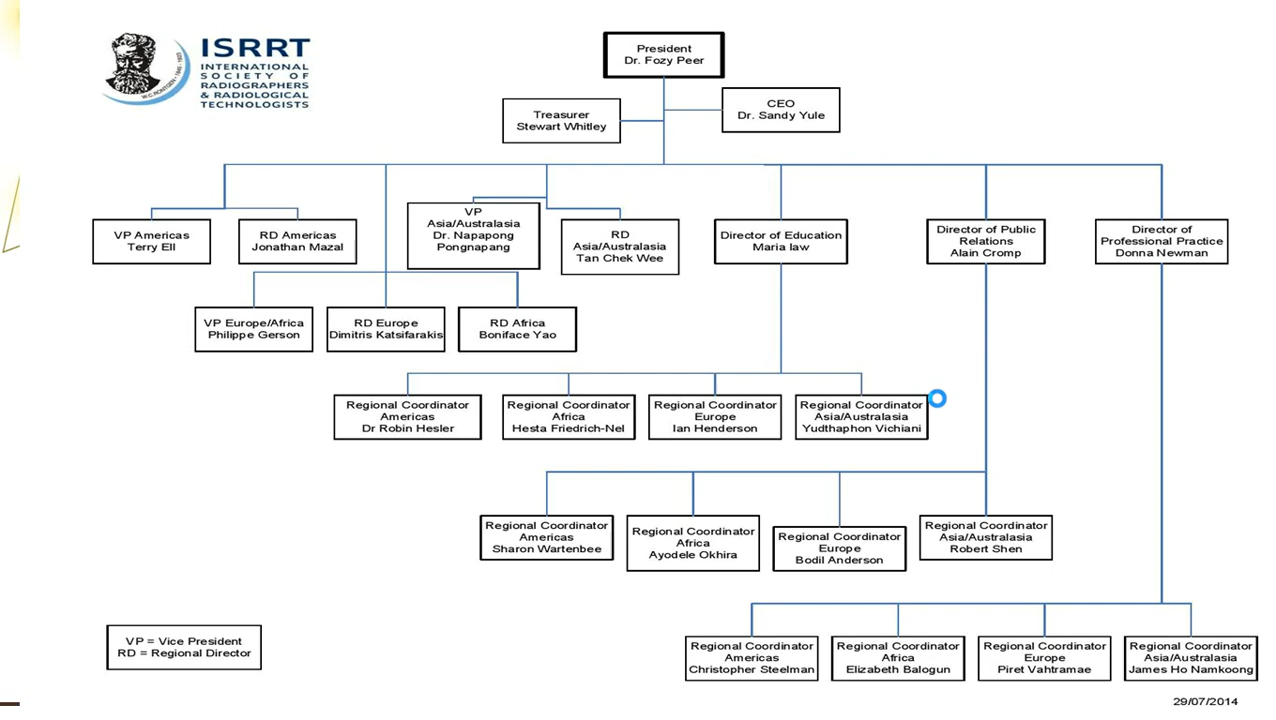 ISRRT
INTERNATIONAL
SOCIETY OF
RADIOGRAPHERS
& RADIOLOGICAL
TECHNOLOGISTS
President
Dr. Fozy Peer
Treasurer
Stewart Whitley
CEO
Dr. Sandy Yule
VP Americas
Terry Ell
RD Americas
Jonathan Mazal
VP
Asia/Australasia
Dr. Napapong
Pongnapang
RD
Asia/Australasia
Tan Chek Wee
Director of Education
Maria law
Director of Public
Relations
Alain Cromp
Director of
Professional Practice
Donna Newman
VP Europe/Africa
Philippe Gerson
RD Europe
Dimitris Katsifarakis
RD Africa
Boniface Yao
Regional Coordinator
Americas
Dr Robin Hesler
Regional Coordinator
Africa
Hesta Friedrich-Nel
Regional Coordinator
Europe
Ian Henderson
Regional Coordinator
Asia/Australasia
Yudthaphon Vichiani
Regional Coordinator
Americas
Sharon Wartenbee
Regional Coordinator
Africa
Ayodele Okhira
Regional Coordinator
Europe
Bodil Anderson
Regional Coordinator
Asia/Australasia
Robert Shen
VP = Vice President
RD = Regional Director
Regional Coordinator
Americas
Christopher Steelman
Regional Coordinator
Africa
Elizabeth Balogun
Regional Coordinator
Europe
Piret Vahtramae
Regional Coordinator
Asia/Australasia
James Ho Namkoong
29/07/2014